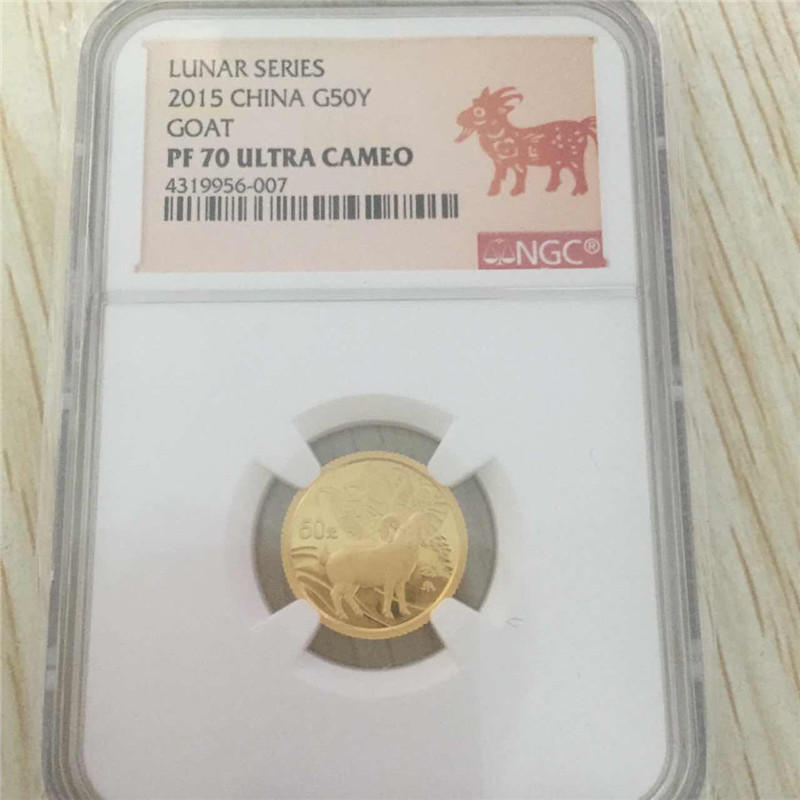 LUNAR SERIES
2015 CHINA G50Y
GOAT
PF 70 ULTRA CAMEO
4319956-007
NGC®
50元